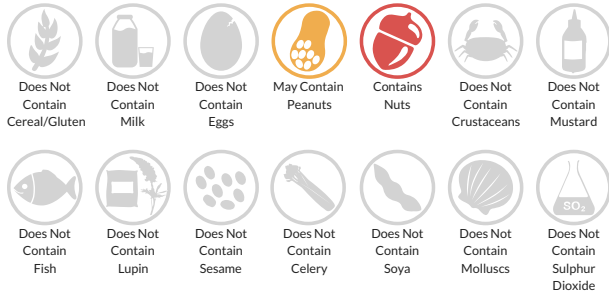 Does Not Contain Cereal/Gluten
Does Not Contain Milk
Does Not Contain Eggs
May Contain Peanuts
Contains Nuts
Does Not Contain Crustaceans
Does Not Contain Mustard
SO₂
Does Not Contain Fish
Does Not Contain Lupin
Does Not Contain Sesame
Does Not Contain Celery
Does Not Contain Soya
Does Not Contain Molluscs
Does Not Contain Sulphur Dioxide